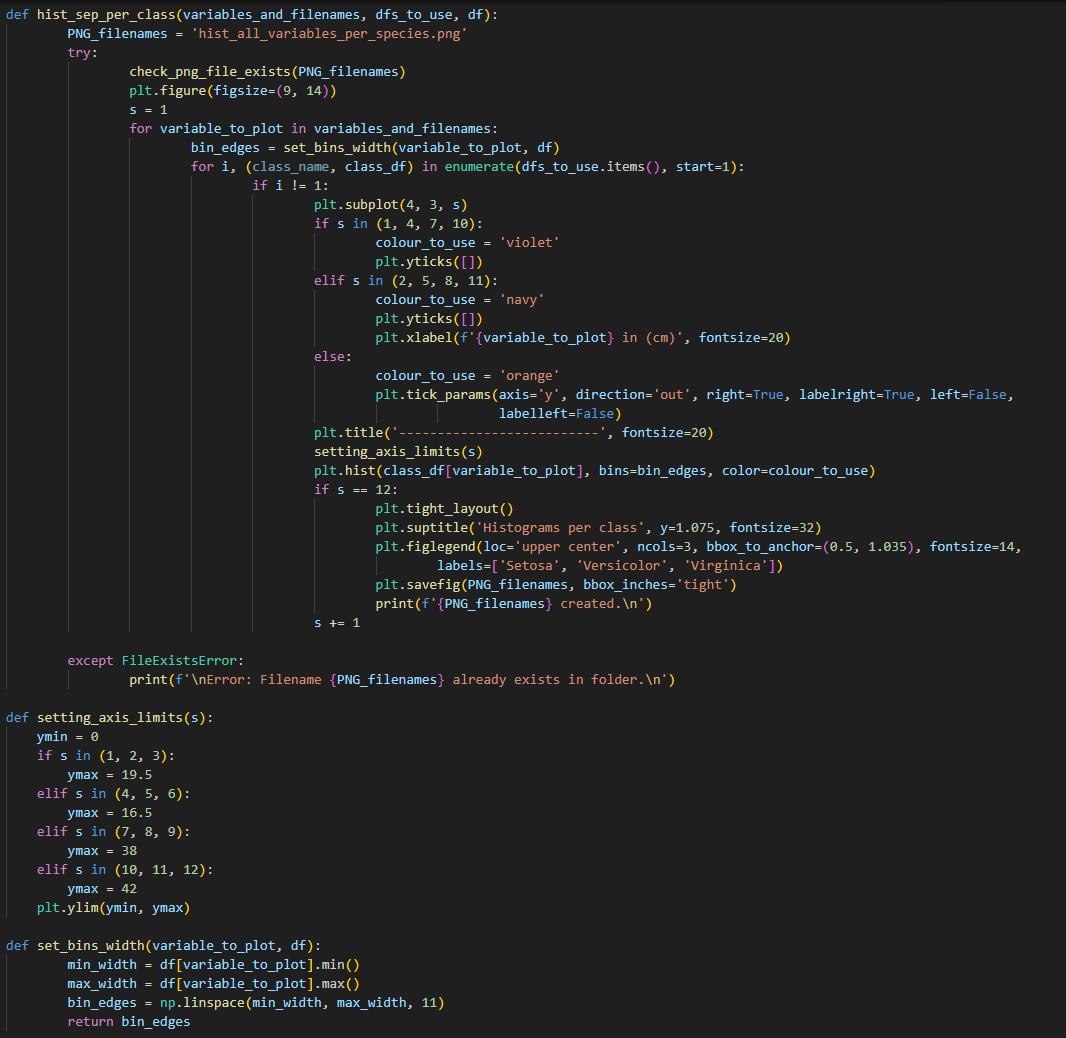 def hist_sep_per_class(variables_and_filenames, dfs_to_use, df):
        PNG_filenames = 'hist_all_variables_per_species.png'
        try:
                check_png_file_exists(PNG_filenames)
                plt.figure(figsize=(9, 14))
                s = 1
                for variable_to_plot in variables_and_filenames:
                        bin_edges = set_bins_width(variable_to_plot, df)
                        for i, (class_name, class_df) in enumerate(dfs_to_use.items(), start=1):
                                if i != 1:
                                        plt.subplot(4, 3, s)
                                        if s in (1, 4, 7, 10):
                                                colour_to_use = 'violet'
                                                plt.yticks([])
                                        elif s in (2, 5, 8, 11):
                                                colour_to_use = 'navy'
                                                plt.yticks([])
                                                plt.xlabel(f'{variable_to_plot} in (cm)', fontsize=20)
                                        else:
                                                colour_to_use = 'orange'
                                                plt.tick_params(axis='y', direction='out', right=True, labelright=True, left=False,
                                                                labelleft=False)
                                        plt.title('--------------------------', fontsize=20)
                                        setting_axis_limits(s)
                                        plt.hist(class_df[variable_to_plot], bins=bin_edges, color=colour_to_use)
                                        if s == 12:
                                                plt.tight_layout()
                                                plt.suptitle('Histograms per class', y=1.075, fontsize=32)
                                                plt.figlegend(loc='upper center', ncols=3, bbox_to_anchor=(0.5, 1.035), fontsize=14,
                                                        labels=['Setosa', 'Versicolor', 'Virginica'])
                                                plt.savefig(PNG_filenames, bbox_inches='tight')
                                                print(f'{PNG_filenames} created.\n')
                                        s += 1

        except FileExistsError:
                print(f'\nError: Filename {PNG_filenames} already exists in folder.\n')

def setting_axis_limits(s):
    ymin = 0
    if s in (1, 2, 3):
        ymax = 19.5
    elif s in (4, 5, 6):
        ymax = 16.5
    elif s in (7, 8, 9):
        ymax = 38
    elif s in (10, 11, 12):
        ymax = 42
    plt.ylim(ymin, ymax)

def set_bins_width(variable_to_plot, df):
        min_width = df[variable_to_plot].min()
        max_width = df[variable_to_plot].max()
        bin_edges = np.linspace(min_width, max_width, 11)
        return bin_edges